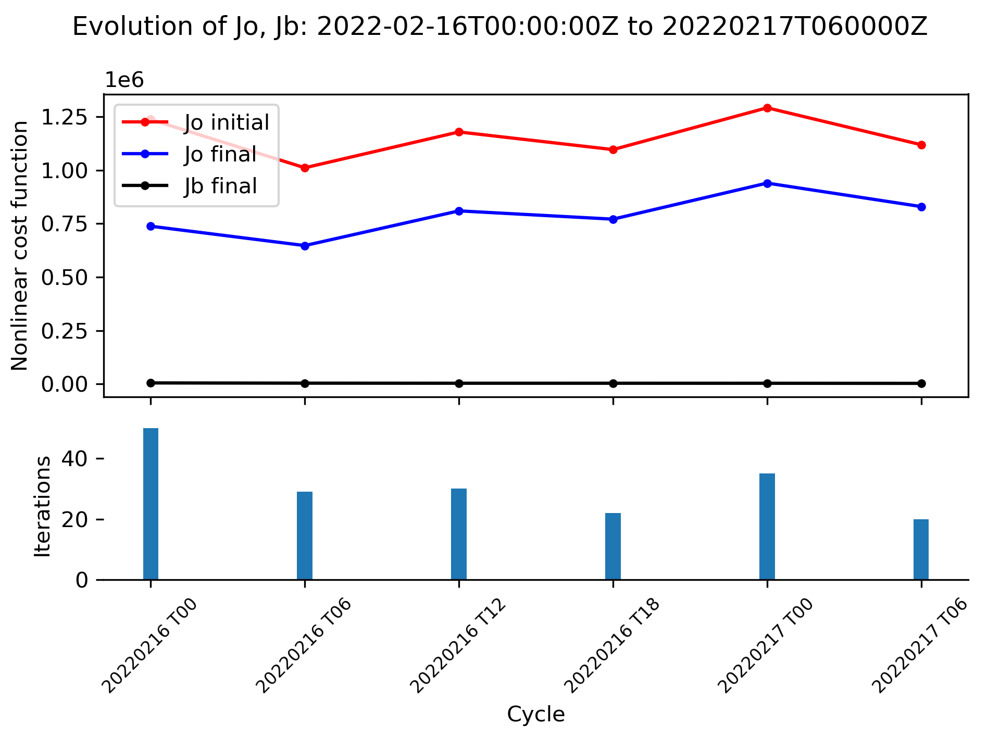 Evolution of Jo, Jb: 2022-02-16T00:00:00Z to 20220217T060000Z
1e6
Jo initial
Jo final
Jb final
1.25
1.00
0.75
0.50
0.25
0.00
Nonlinear cost function
40
20
0
Iterations
20220216 T00
20220216 T06
20220216 T12
20220216 T18
20220217 T00
20220217 T06
Cycle